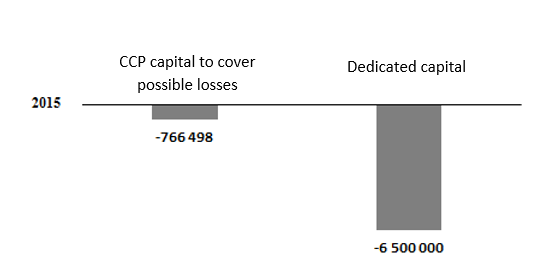 CCP capital to cover
possible losses
Dedicated capital
2015
-766 498
-6 500 000